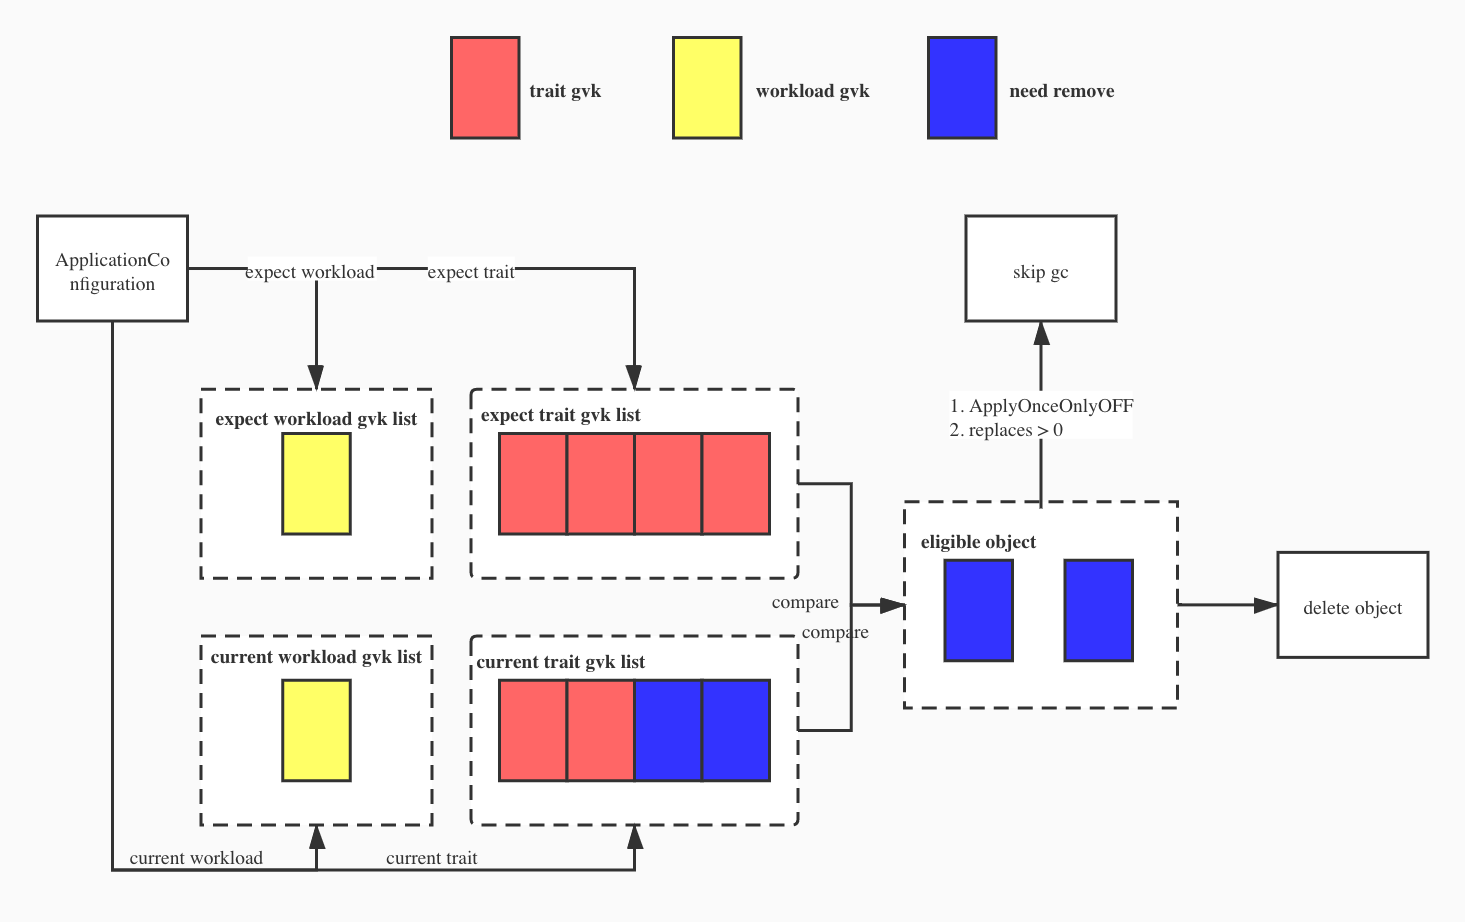 trait gvk
workload gvk
need remove
ApplicationCo
nfiguration
expect workload
expect trait
skip gc
1. ApplyOnceOnlyOFF
2. replaces > 0
expect workload gvk list
expect trait gvk list
eligible object
compare
compare
delete object
current workload gvk list
current trait gvk list
current workload
current trait